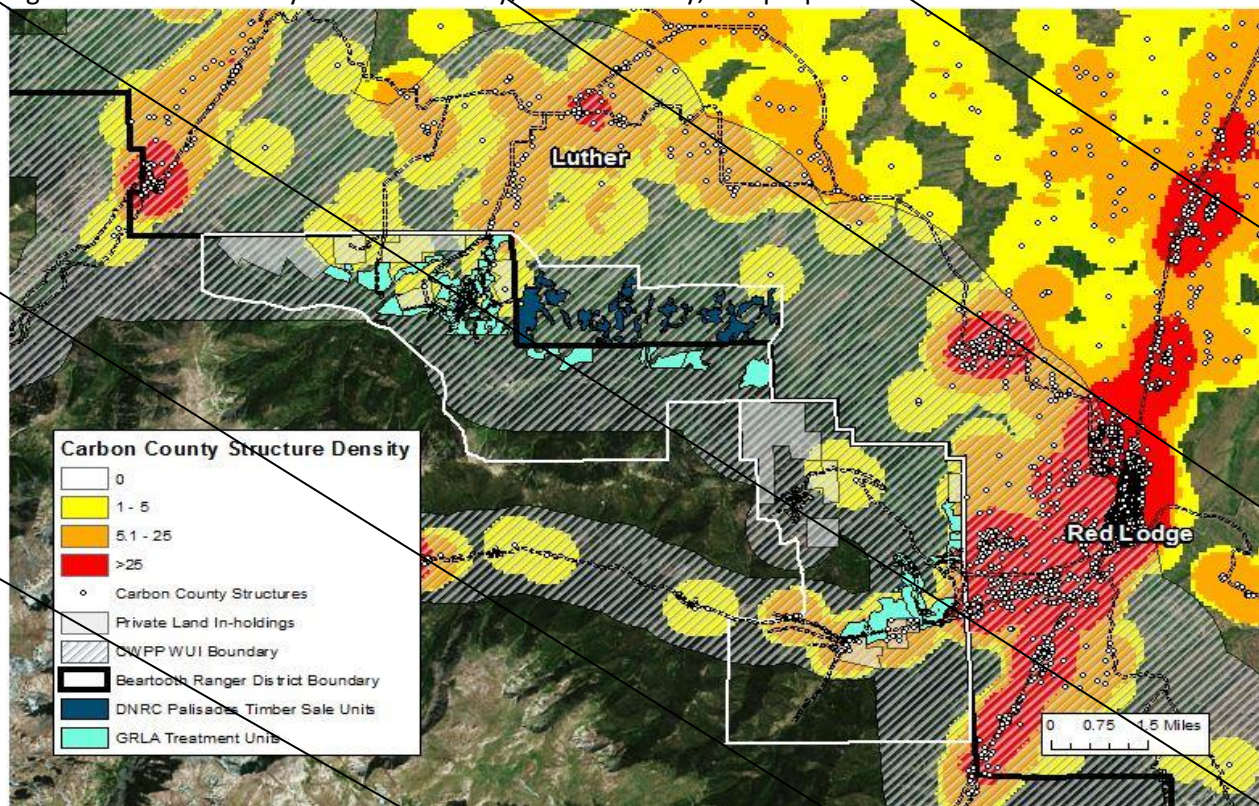 Luther
Red Lodge
Carbon County Structure Density
0
1 - 5
5.1 - 25
>25
Carbon County Structures
Private Land In-holdings
CWPP WUI Boundary
Beartooth Ranger District Boundary
DNRC Palisades Timber Sale Units
GRLA Treatment Units
0 0.75 1.5 Miles